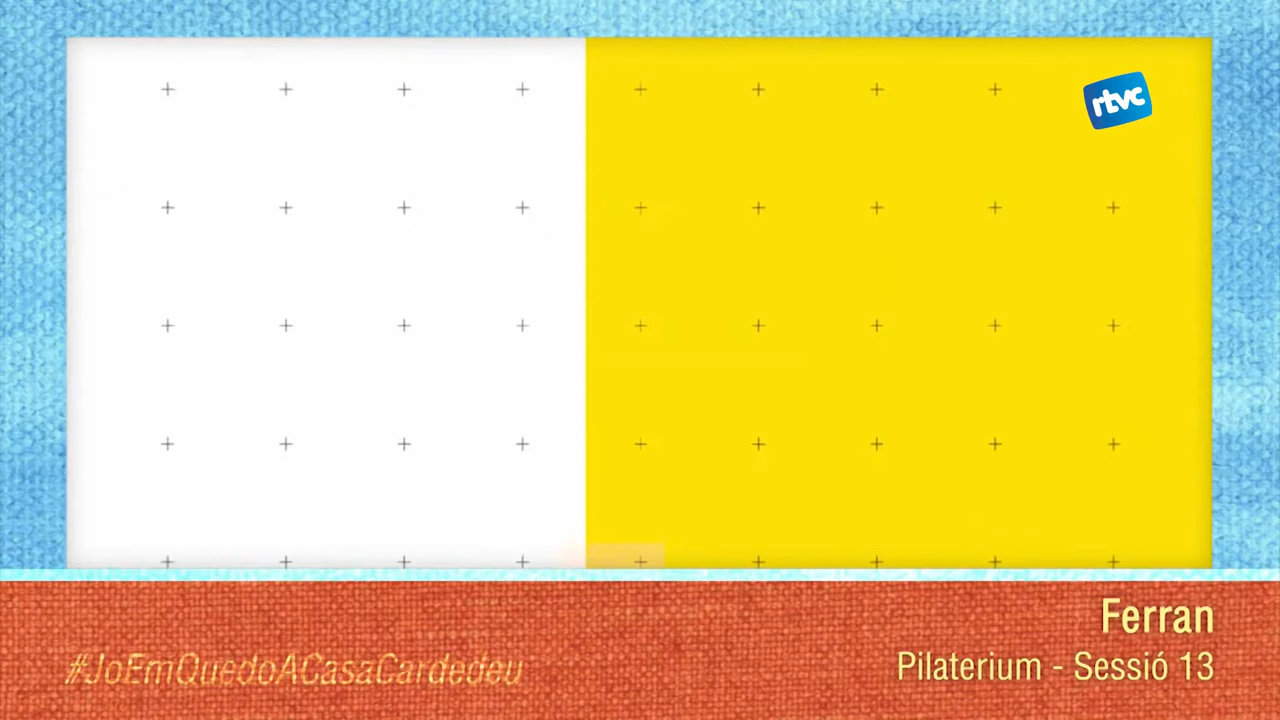 rtvc
Ferran
#JoEmQuedoACasaCardedeu
Pilaterium - Sessió 13